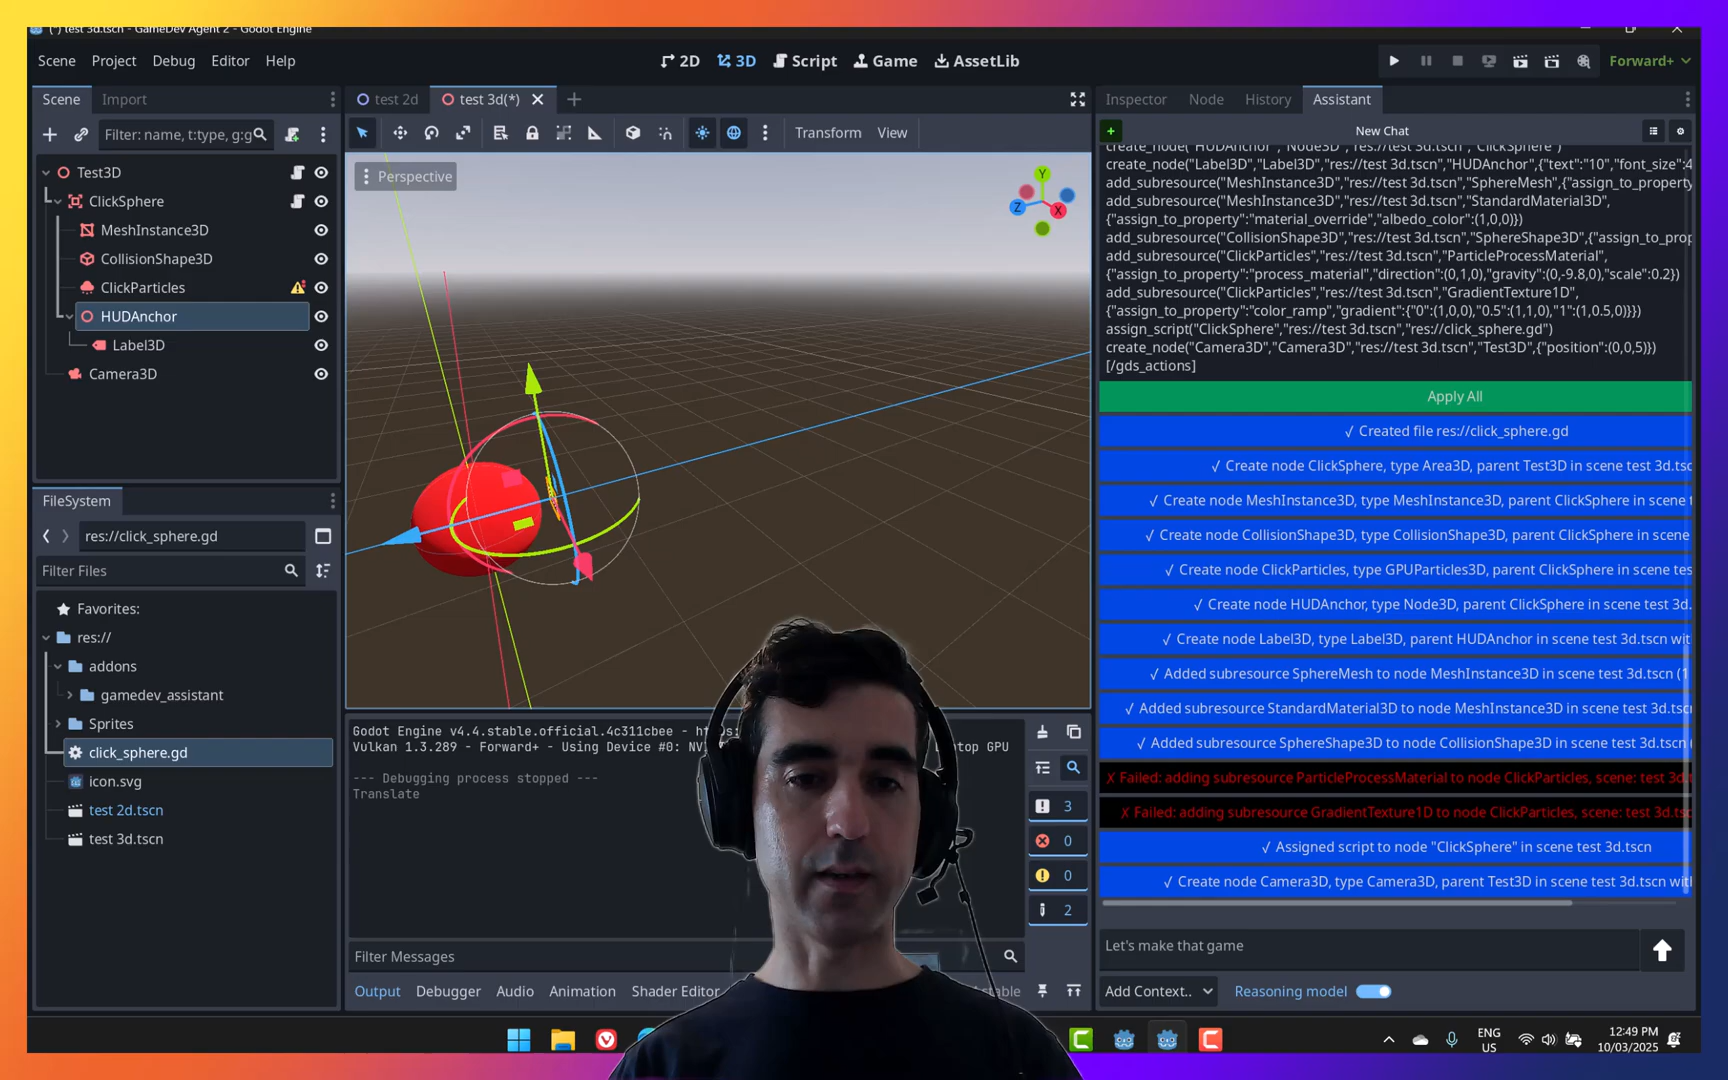 (*) test 3d.tscn - GameDev Agent 2 - Godot Engine
Scene Project Debug Editor Help
2D 3D Script Game AssetLib
Forward+
Scene Import
test 2d test 3d(*)
Inspector Node History Assistant
Filter: name, t:type, g:g
Transform View
New Chat
Test3D
ClickSphere
MeshInstance3D
CollisionShape3D
ClickParticles
HUDAnchor
Label3D
Camera3D
Perspective
Y
Z
X
create_node("HUDAnchor","Node3D","res://test 3d.tscn","ClickSphere")
create_node("Label3D","Label3D","res://test 3d.tscn","HUDAnchor",{"text":"10","font_size":4
add_subresource("MeshInstance3D","res://test 3d.tscn","SphereMesh",{"assign_to_property
add_subresource("MeshInstance3D","res://test 3d.tscn","StandardMaterial3D",
{"assign_to_property":"material_override","albedo_color":(1,0,0)})
add_subresource("CollisionShape3D","res://test 3d.tscn","SphereShape3D",{"assign_to_prop
add_subresource("ClickParticles","res://test 3d.tscn","ParticleProcessMaterial",
{"assign_to_property":"process_material","direction":(0,1,0),"gravity":(0,-9.8,0),"scale":0.2})
add_subresource("ClickParticles","res://test 3d.tscn","GradientTexture1D",
{"assign_to_property":"color_ramp","gradient":{"0":(1,0,0),"0.5":(1,1,0),"1":(1,0.5,0)}})
assign_script("ClickSphere","res://test 3d.tscn","res://click_sphere.gd")
create_node("Camera3D","Camera3D","res://test 3d.tscn","Test3D",{"position":(0,0,5)})
[/gds_actions]
Apply All
✓ Created file res://click_sphere.gd
✓ Create node ClickSphere, type Area3D, parent Test3D in scene test 3d.tsc
✓ Create node MeshInstance3D, type MeshInstance3D, parent ClickSphere in scene t
✓ Create node CollisionShape3D, type CollisionShape3D, parent ClickSphere in scene
✓ Create node ClickParticles, type GPUParticles3D, parent ClickSphere in scene tes
✓ Create node HUDAnchor, type Node3D, parent ClickSphere in scene test 3d.
✓ Create node Label3D, type Label3D, parent HUDAnchor in scene test 3d.tscn wit
✓ Added subresource SphereMesh to node MeshInstance3D in scene test 3d.tscn (1
✓ Added subresource StandardMaterial3D to node MeshInstance3D in scene test 3d.tsc
✓ Added subresource SphereShape3D to node CollisionShape3D in scene test 3d.tscn (
✗ Failed: adding subresource ParticleProcessMaterial to node ClickParticles, scene: test 3d.t
✗ Failed: adding subresource GradientTexture1D to node ClickParticles, scene: test 3d.ts
✓ Assigned script to node "ClickSphere" in scene test 3d.tscn
✓ Create node Camera3D, type Camera3D, parent Test3D in scene test 3d.tscn with
Let's make that game
Add Context.. Reasoning model
FileSystem
res://click_sphere.gd
Filter Files
Favorites:
res://
addons
gamedev_assistant
Sprites
click_sphere.gd
icon.svg
test 2d.tscn
test 3d.tscn
Godot Engine v4.4.stable.official.4c311cbee -
Vulkan 1.3.289 - Forward+ - Using Device #0: GPU
--- Debugging process stopped ---
Translate
3
0
0
2
Filter Messages
Output Debugger Audio Animation Shader Editor
ENG
US
12:49 PM
10/03/2025